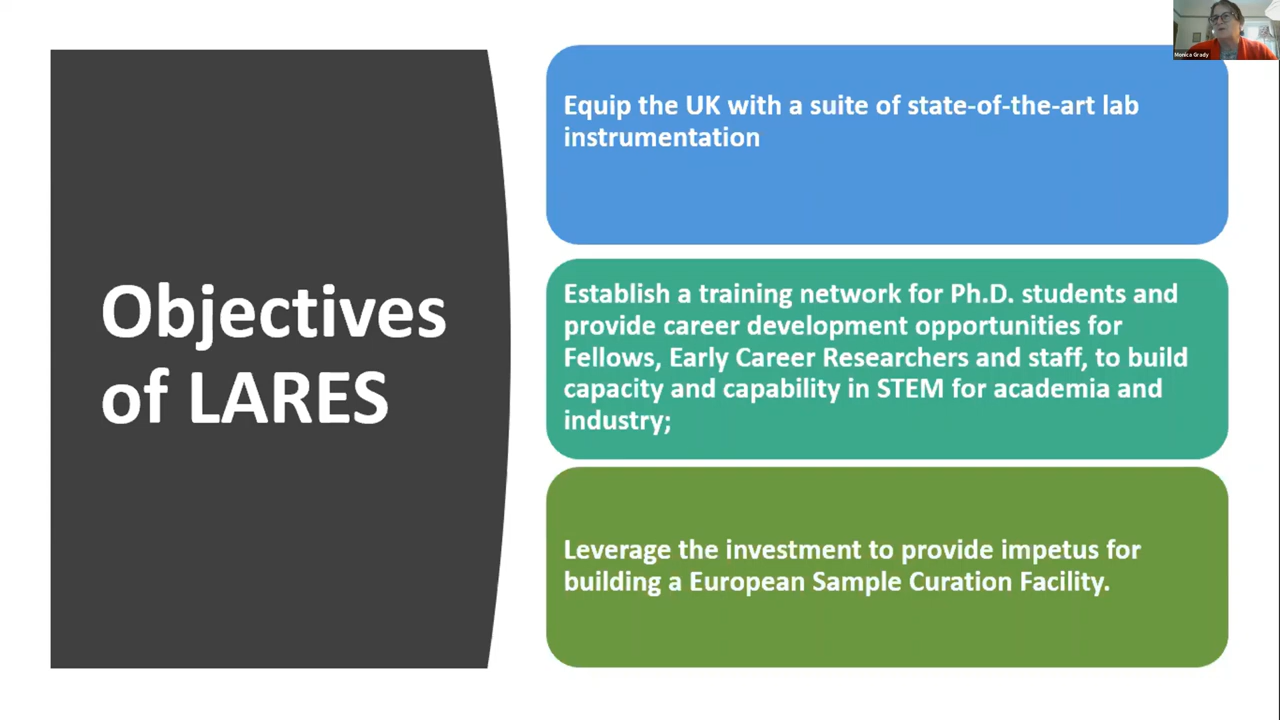 Monica Grady
Objectives
of LARES
Equip the UK with a suite of state-of-the-art lab
instrumentation
Establish a training network for Ph.D. students and
provide career development opportunities for
Fellows, Early Career Researchers and staff, to build
capacity and capability in STEM for academia and
industry;
Leverage the investment to provide impetus for
building a European Sample Curation Facility.